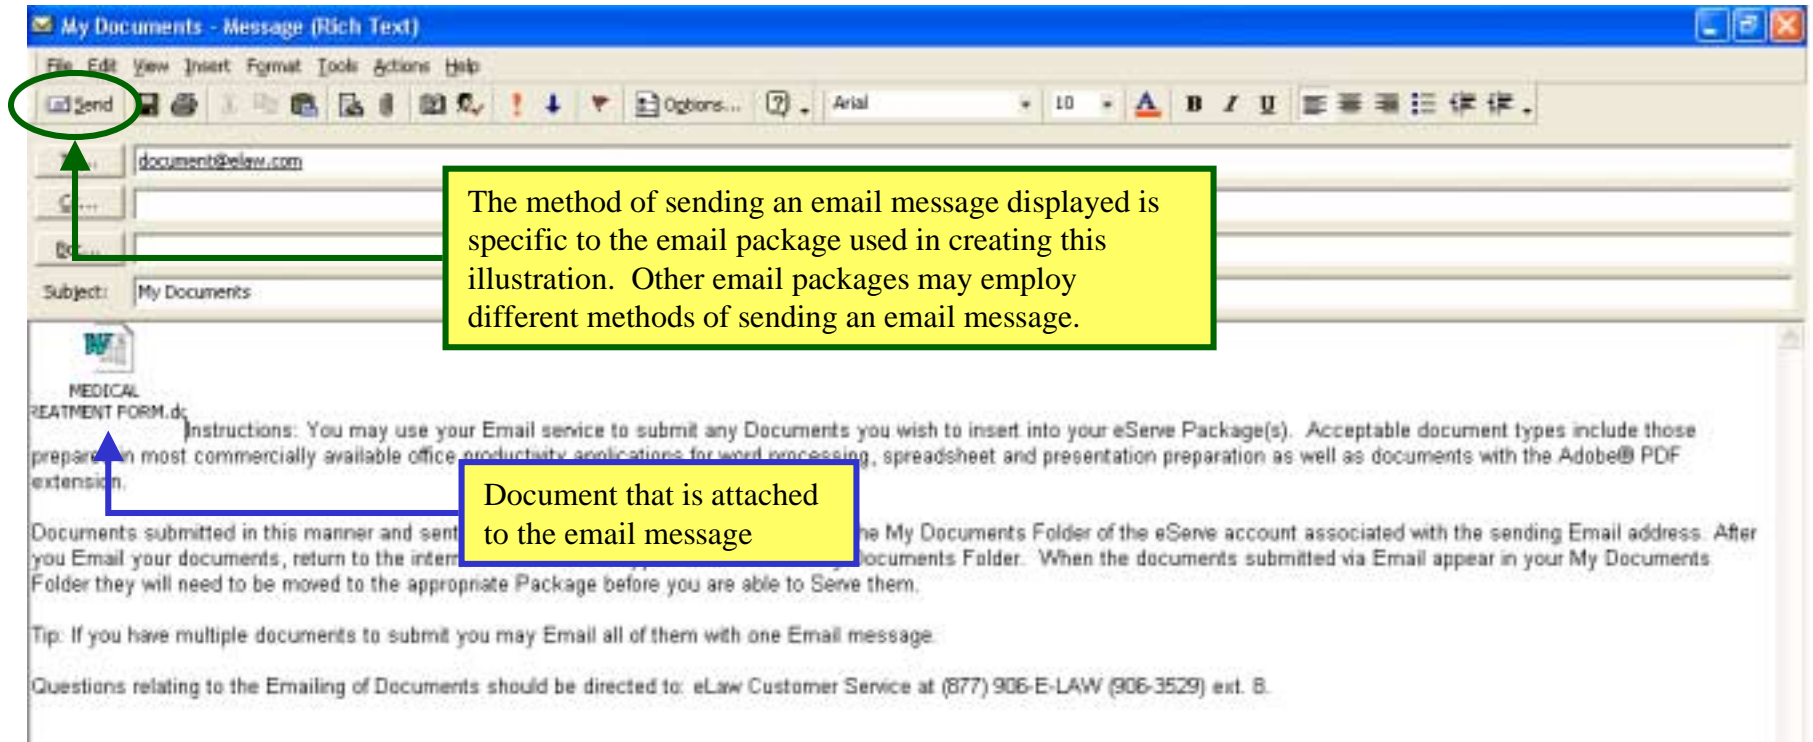 My Documents - Message (Rich Text)
File Edit View Insert Format Tools Actions Help
Send Options... Arial 10 A B I U
document@elaw.com
Subject: My Documents
The method of sending an email message displayed is
specific to the email package used in creating this
illustration. Other email packages may employ
different methods of sending an email message.
MEDICAL
REATMENT FORM.dc
Instructions: You may use your Email service to submit any Documents you wish to insert into your eServe Package(s). Acceptable document types include those
in most commercially available office productivity applications for word processing, spreadsheet and presentation preparation as well as documents with the Adobe® PDF
extension.
Document that is attached
to the email message
Documents submitted in this manner and sent he My Documents Folder of the eServe account associated with the sending Email address. After
you Email your documents, return to the intern Documents Folder. When the documents submitted via Email appear in your My Documents
Folder they will need to be moved to the appropriate Package before you are able to Serve them.
Tip: If you have multiple documents to submit you may Email all of them with one Email message.
Questions relating to the Emailing of Documents should be directed to: eLaw Customer Service at (877) 906-E-LAW (906-3529) ext. 8.